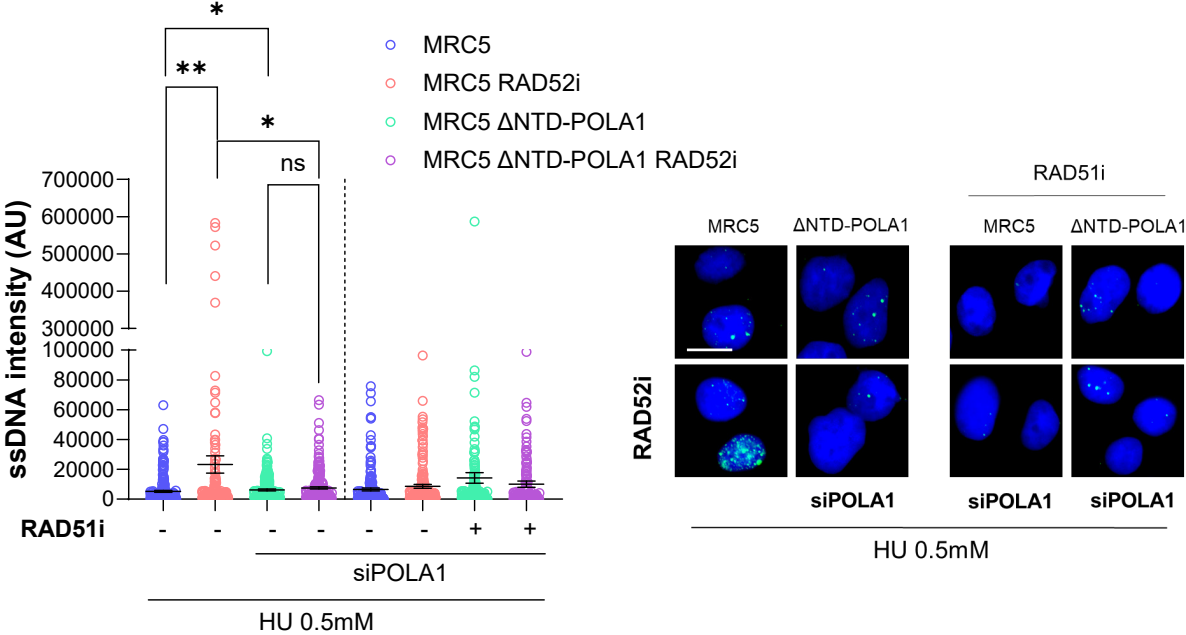 *
**
*
ns
MRC5
MRC5 RAD52i
MRC5 ΔNTD-POLA1
MRC5 ΔNTD-POLA1 RAD52i
ssDNA intensity (AU)
700000
600000
500000
400000
300000
100000
80000
60000
40000
20000
0
RAD51i - - - - - - + +
siPOLA1
HU 0.5mM
RAD51i
MRC5 ΔNTD-POLA1 MRC5 ΔNTD-POLA1
RAD52i
siPOLA1 siPOLA1 siPOLA1
HU 0.5mM